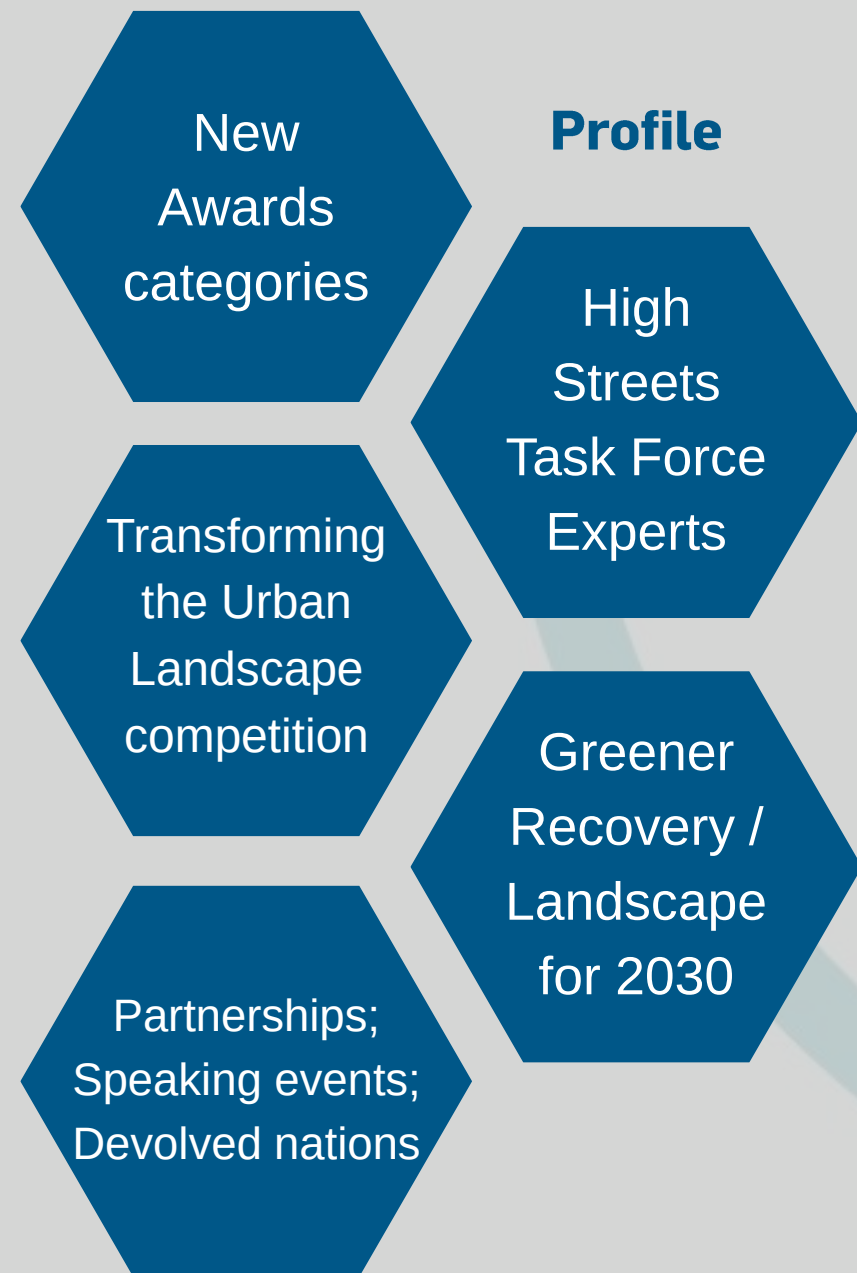 Profile
New
Awards
categories
High
Streets
Task Force
Experts
Transforming
the Urban
Landscape
competition
Greener
Recovery /
Landscape
for 2030
Partnerships;
Speaking events;
Devolved nations